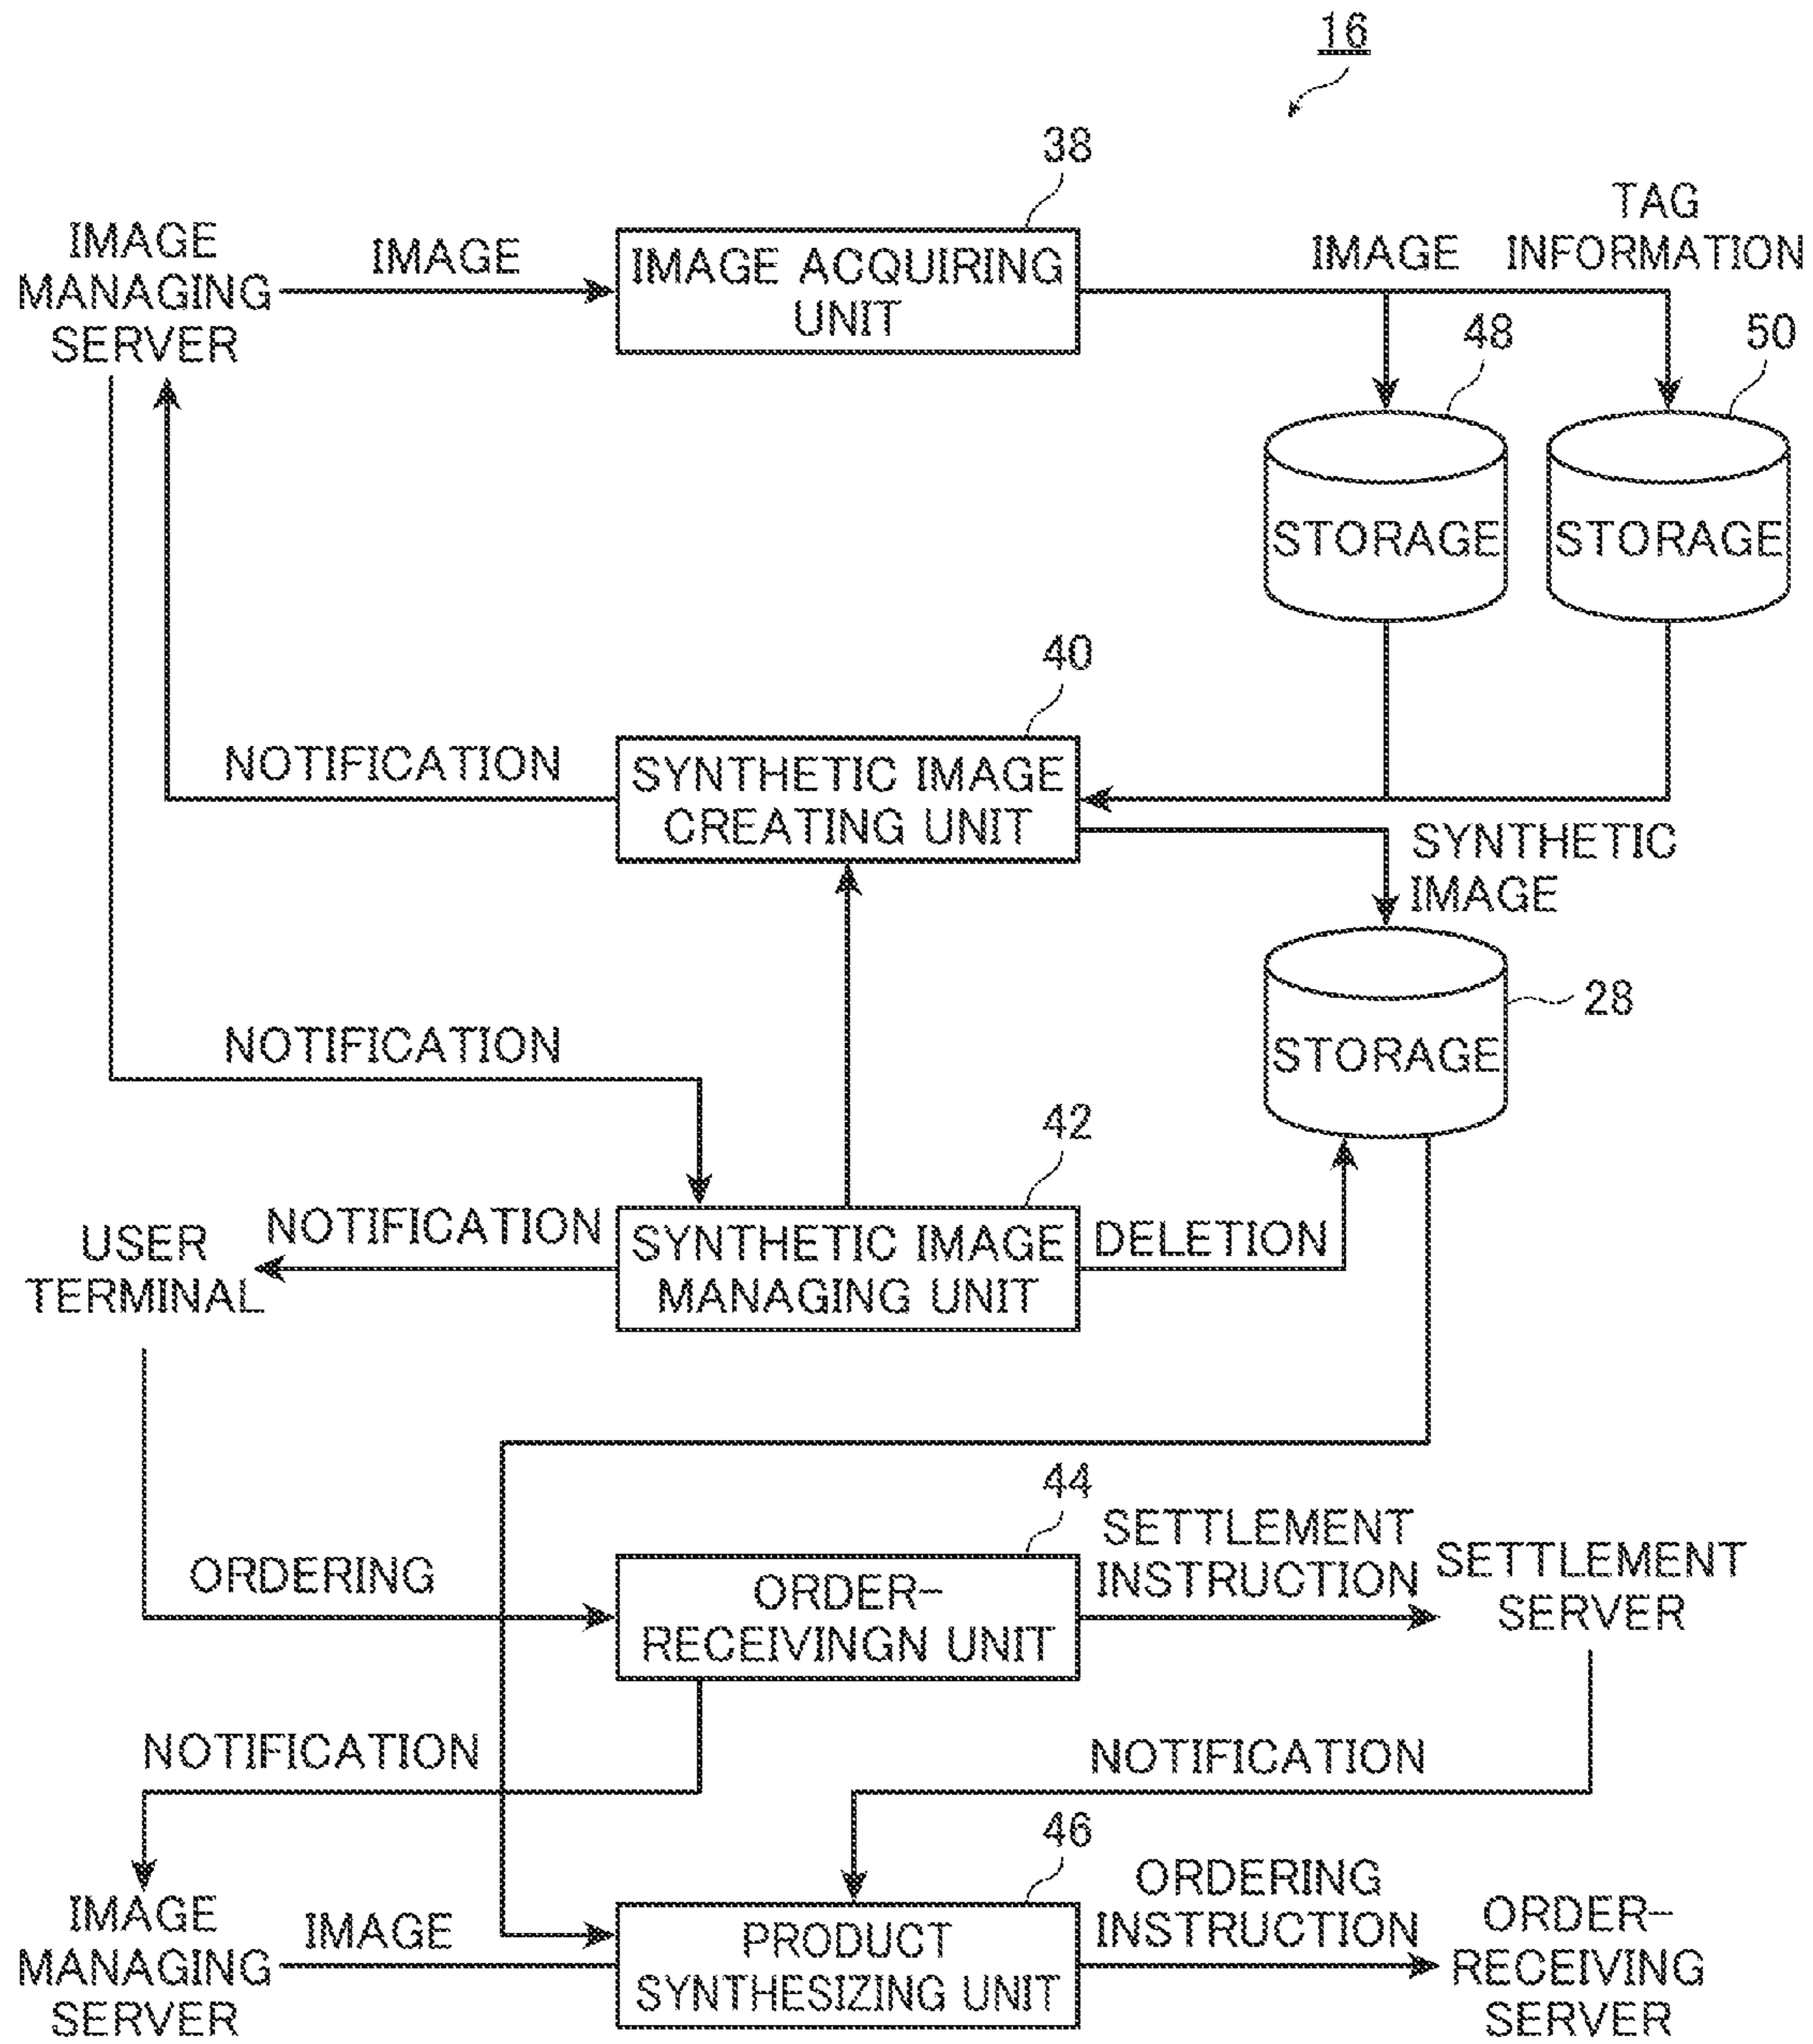 16
38
IMAGE
MANAGING
SERVER
IMAGE
IMAGE ACQUIRING
UNIT
IMAGE
TAG
INFORMATION
48
50
STORAGE
STORAGE
40
NOTIFICATION
SYNTHETIC IMAGE
CREATING UNIT
SYNTHETIC
IMAGE
28
STORAGE
NOTIFICATION
42
USER
TERMINAL
NOTIFICATION
SYNTHETIC IMAGE
MANAGING UNIT
DELETION
44
ORDERING
ORDER-
RECEIVINGN UNIT
SETTLEMENT
INSTRUCTION
SETTLEMENT
SERVER
NOTIFICATION
NOTIFICATION
46
IMAGE
MANAGING
SERVER
IMAGE
PRODUCT
SYNTHESIZING UNIT
ORDERING
INSTRUCTION
ORDER-
RECEIVING
SERVER